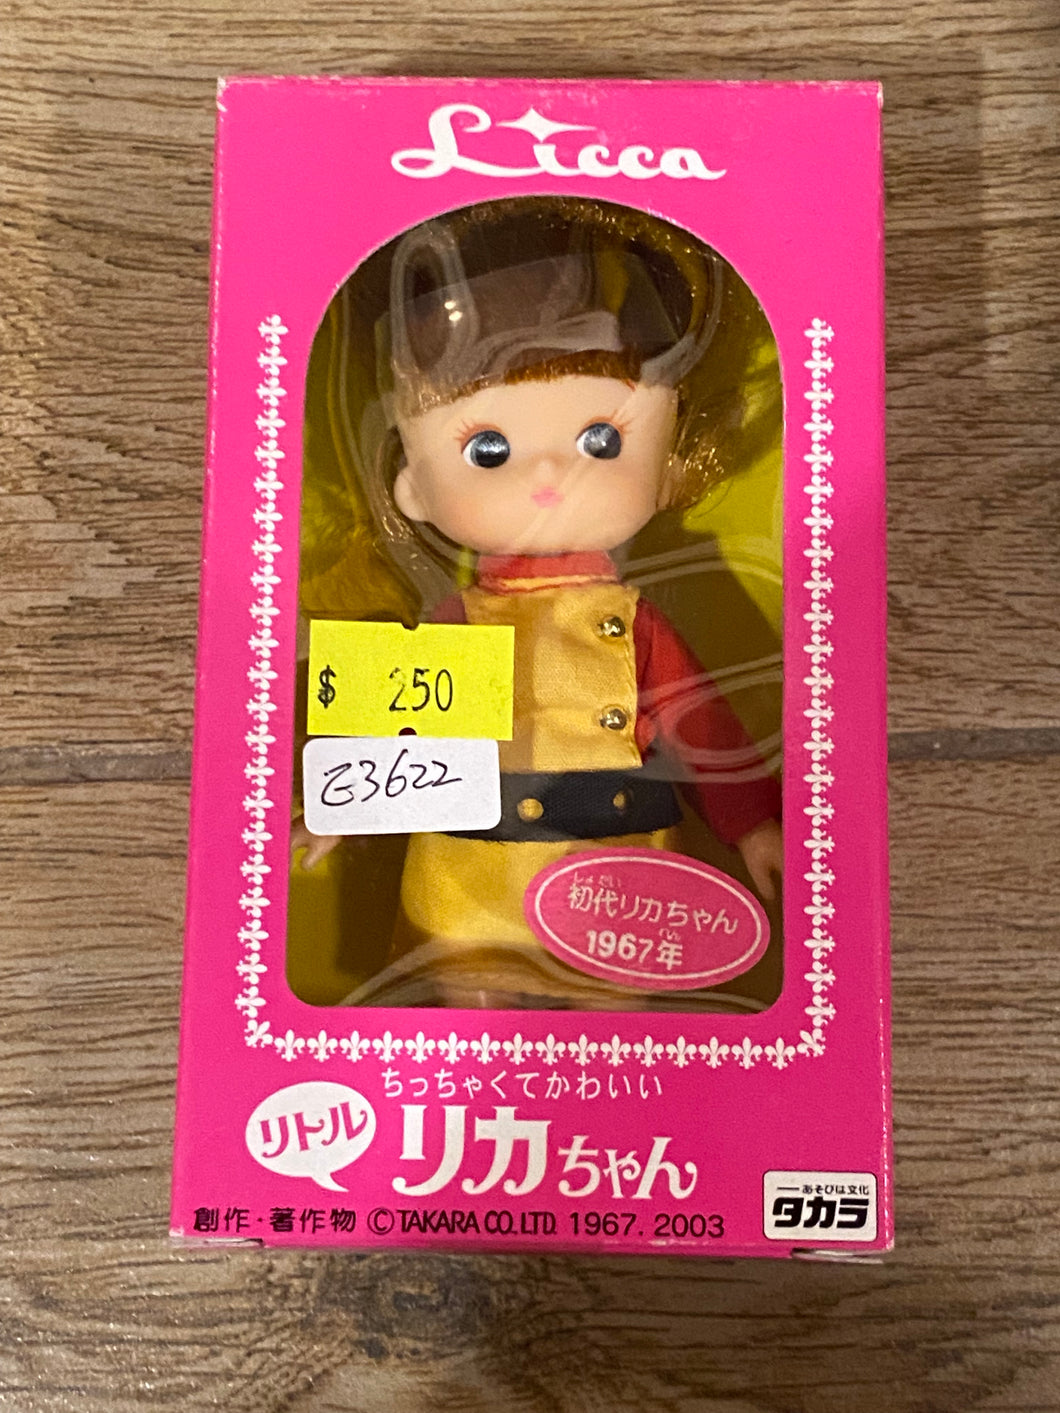 Licca
$ 250
E3622
しょだい
初代リカちゃん
ねん
1967年
ちっちゃくてかわいい
リトル
リカちゃん
創作・著作物 ©TAKARA CO., LTD. 1967, 2003
あそびは文化
タカラ